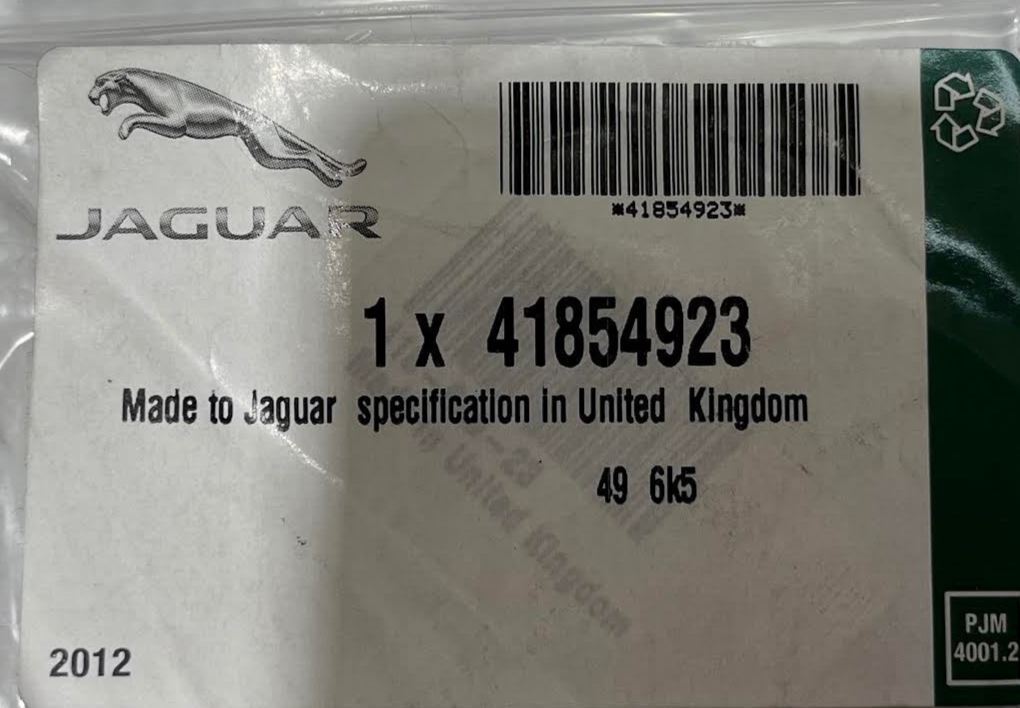 JAGUAR
*41854923*
1 x 41854923
Made to Jaguar specification in United Kingdom
49 6k5
2012
PJM
4001.2